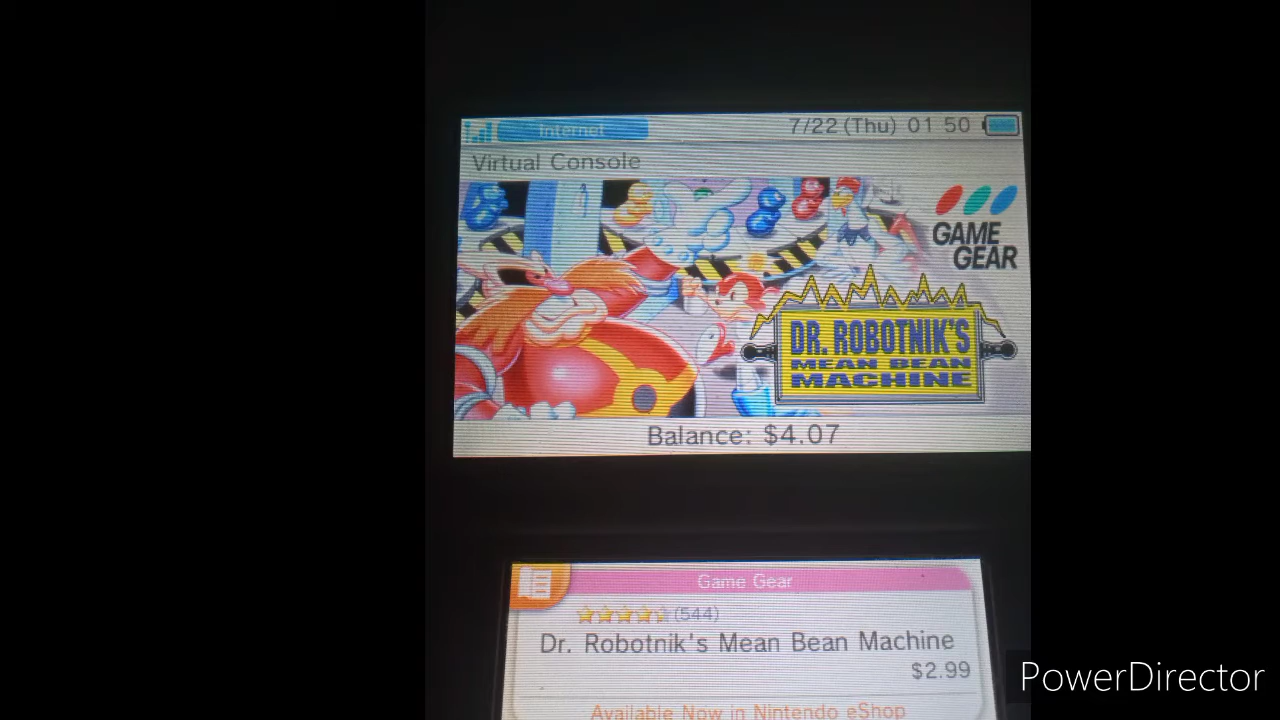 Internet
7/22 (Thu) 01 50
Virtual Console
GAME
GEAR
DR. ROBOTNIK'S
MEAN BEAN
MACHINE
Balance: $4.07
Game Gear
(544)
Dr. Robotnik's Mean Bean Machine
$2.99
Available Now in Nintendo eShop
PowerDirector